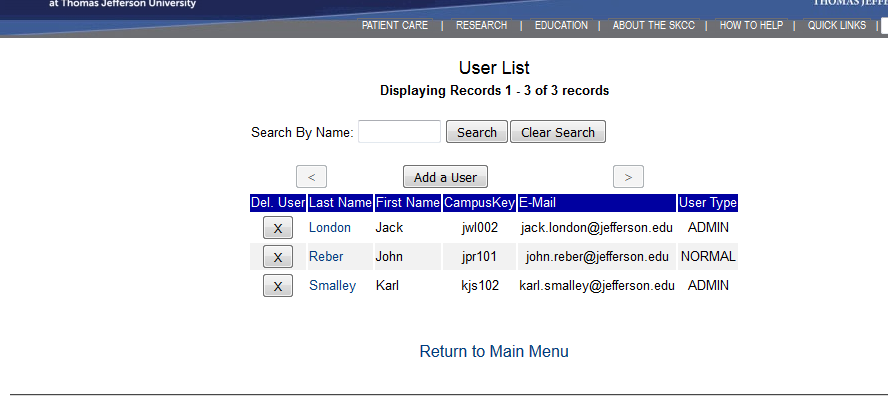 at Thomas Jefferson University
PATIENT CARE | RESEARCH | EDUCATION | ABOUT THE SKCC | HOW TO HELP | QUICK LINKS |
User List
Displaying Records 1 - 3 of 3 records
Search By Name: Search Clear Search
< Add a User >
Del. User Last Name First Name CampusKey E-Mail User Type
X London Jack jwl002 jack.london@jefferson.edu ADMIN
X Reber John jpr101 john.reber@jefferson.edu NORMAL
X Smalley Karl kjs102 karl.smalley@jefferson.edu ADMIN
Return to Main Menu